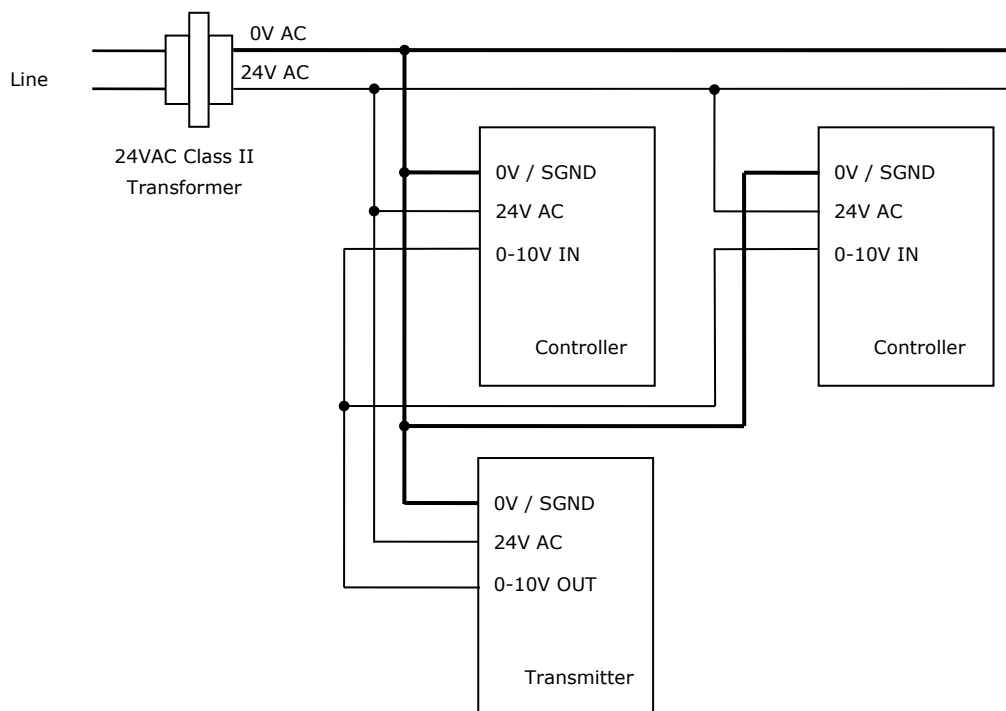 0V AC
24V AC
Line
24VAC Class II
Transformer
0V / SGND
24V AC
0-10V IN
Controller
0V / SGND
24V AC
0-10V IN
Controller
0V / SGND
24V AC
0-10V OUT
Transmitter